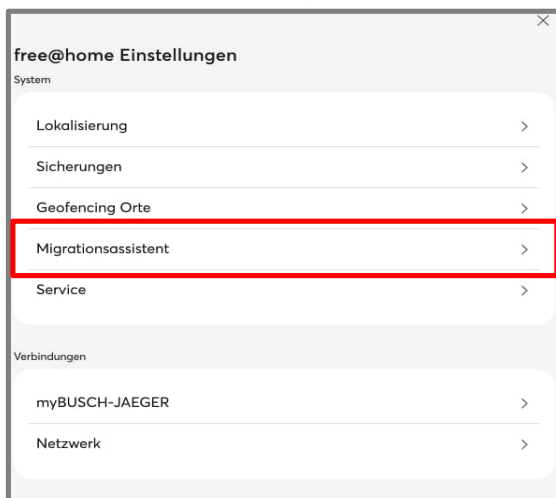 free@home Einstellungen
System
Lokalisierung
Sicherungen
Geofencing Orte
Migrationsassistent
Service
Verbindungen
myBUSCH-JAEGER
Netzwerk